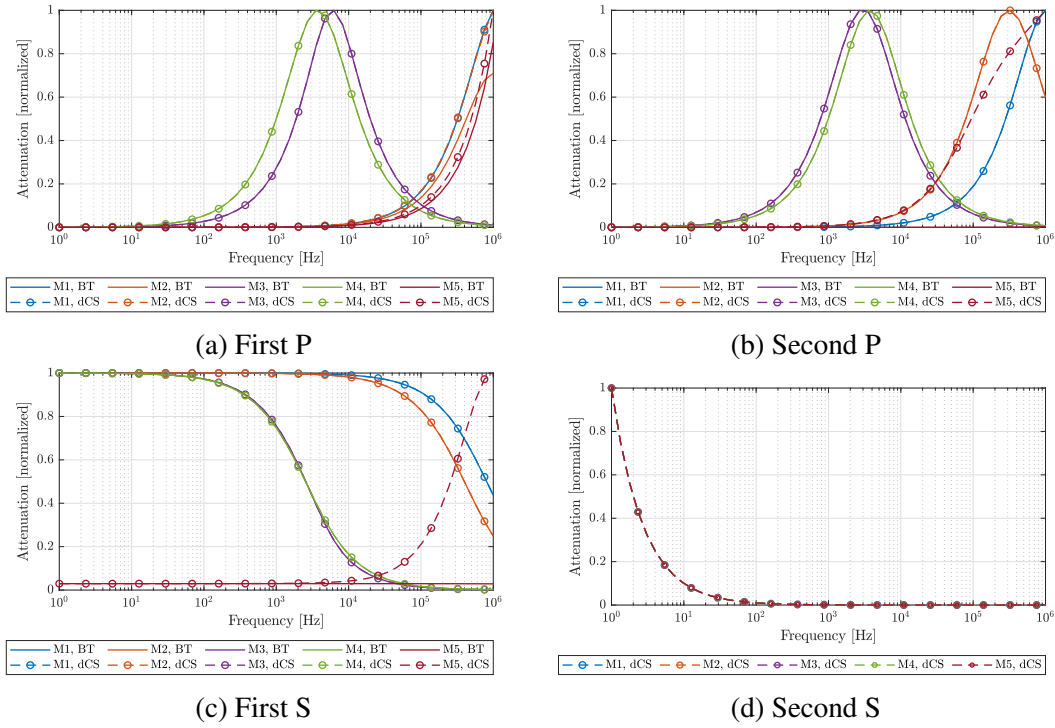 Attenuation [normalized]
1
0.8
0.6
0.4
0.2
0
10^0 10^1 10^2 10^3 10^4 10^5 10^6
Frequency [Hz]
M1, BT M2, BT M3, BT M4, BT M5, BT
M1, dCS M2, dCS M3, dCS M4, dCS M5, dCS
(a) First P
Attenuation [normalized]
1
0.8
0.6
0.4
0.2
0
10^0 10^1 10^2 10^3 10^4 10^5 10^6
Frequency [Hz]
M1, BT M2, BT M3, BT M4, BT M5, BT
M1, dCS M2, dCS M3, dCS M4, dCS M5, dCS
(b) Second P
Attenuation [normalized]
1
0.8
0.6
0.4
0.2
0
10^0 10^1 10^2 10^3 10^4 10^5 10^6
Frequency [Hz]
M1, BT M2, BT M3, BT M4, BT M5, BT
M1, dCS M2, dCS M3, dCS M4, dCS M5, dCS
(c) First S
Attenuation [normalized]
1
0.8
0.6
0.4
0.2
0
10^0 10^1 10^2 10^3 10^4 10^5 10^6
Frequency [Hz]
M1, dCS M2, dCS M3, dCS M4, dCS M5, dCS
(d) Second S